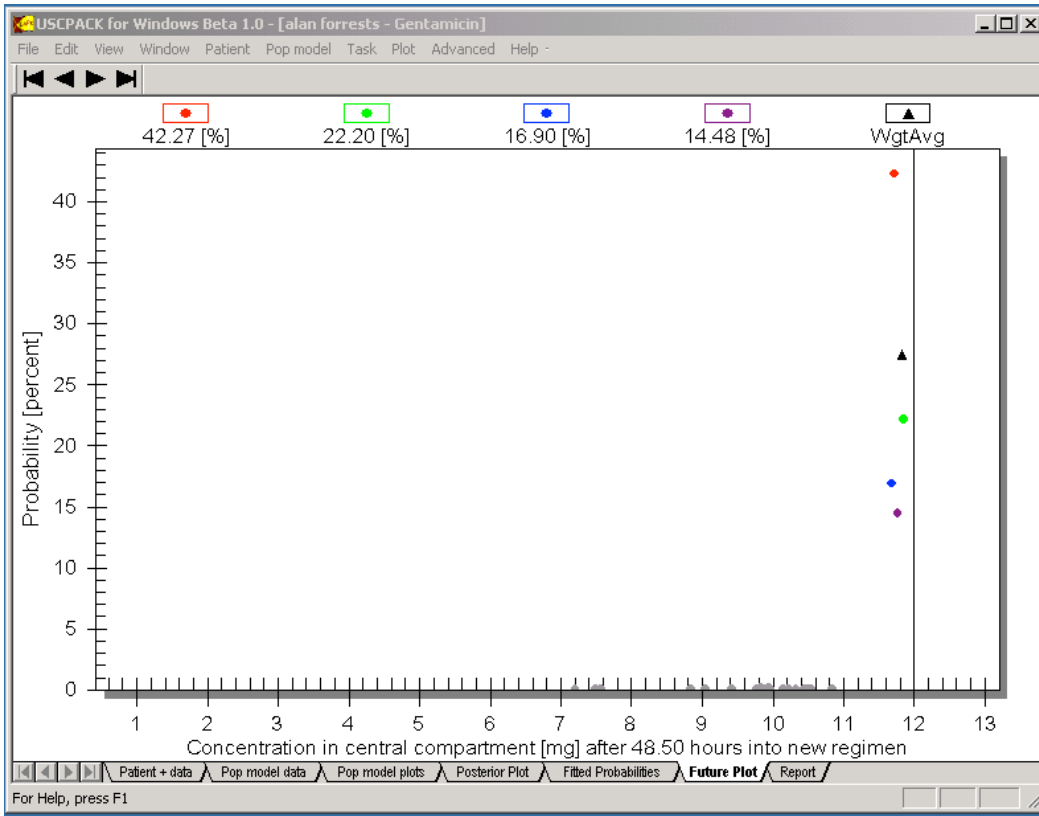 USCPACK for Windows Beta 1.0 - [alan forrests - Gentamicin]
File Edit View Window Patient Pop model Task Plot Advanced Help
42.27 [%] 22.20 [%] 16.90 [%] 14.48 [%] WgtAvg
Probability [percent]
40
35
30
25
20
15
10
5
0
1 2 3 4 5 6 7 8 9 10 11 12 13
Concentration in central compartment [mg] after 48.50 hours into new regimen
Patient + data Pop model data Pop model plots Posterior Plot Fitted Probabilities Future Plot Report
For Help, press F1